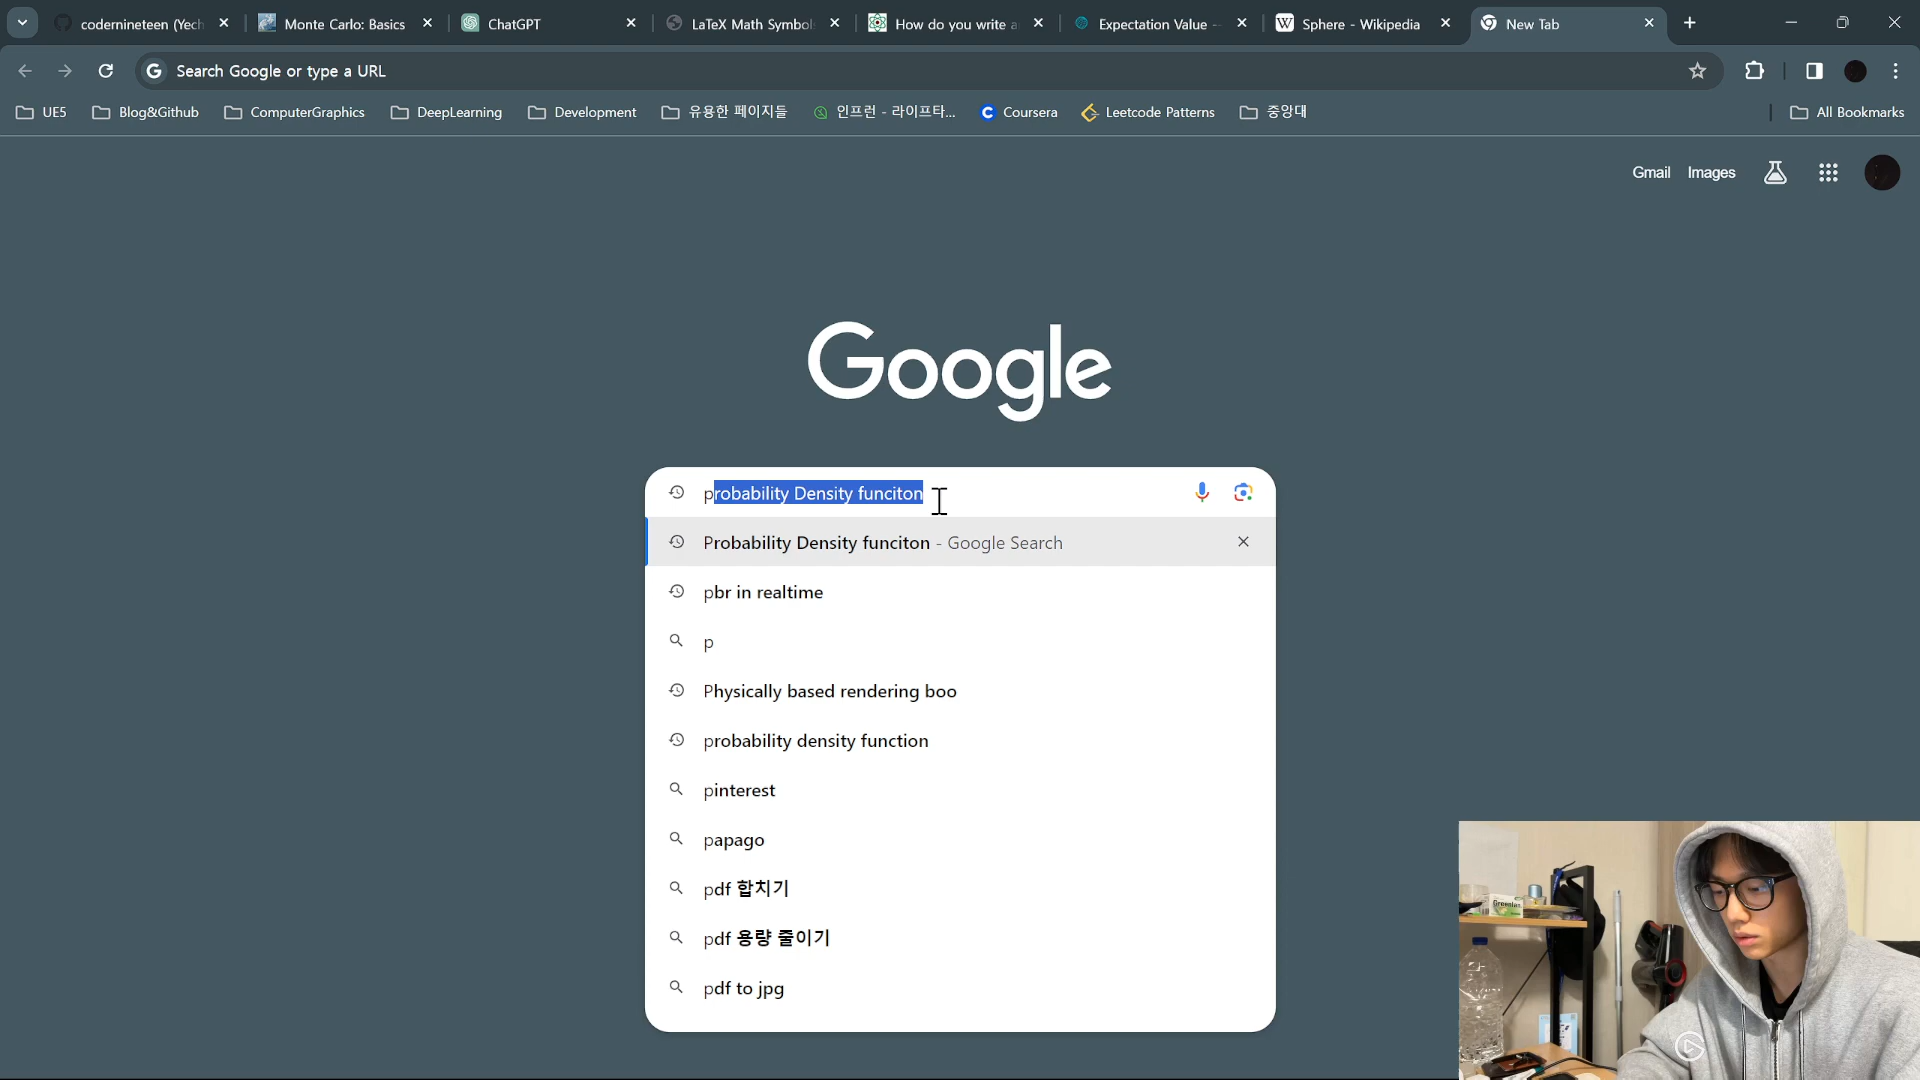 codernineteen (Yech
Monte Carlo: Basics
ChatGPT
LaTeX Math Symbol
How do you write a
Expectation Value -
Sphere - Wikipedia
New Tab
Search Google or type a URL
UE5
Blog&Github
ComputerGraphics
DeepLearning
Development
유용한 페이지들
인프런 - 라이프타...
Coursera
Leetcode Patterns
중앙대
All Bookmarks
Gmail
Images
Google
probability Density funciton
Probability Density funciton - Google Search
pbr in realtime
p
Physically based rendering boo
probability density function
pinterest
papago
pdf 합치기
pdf 용량 줄이기
pdf to jpg